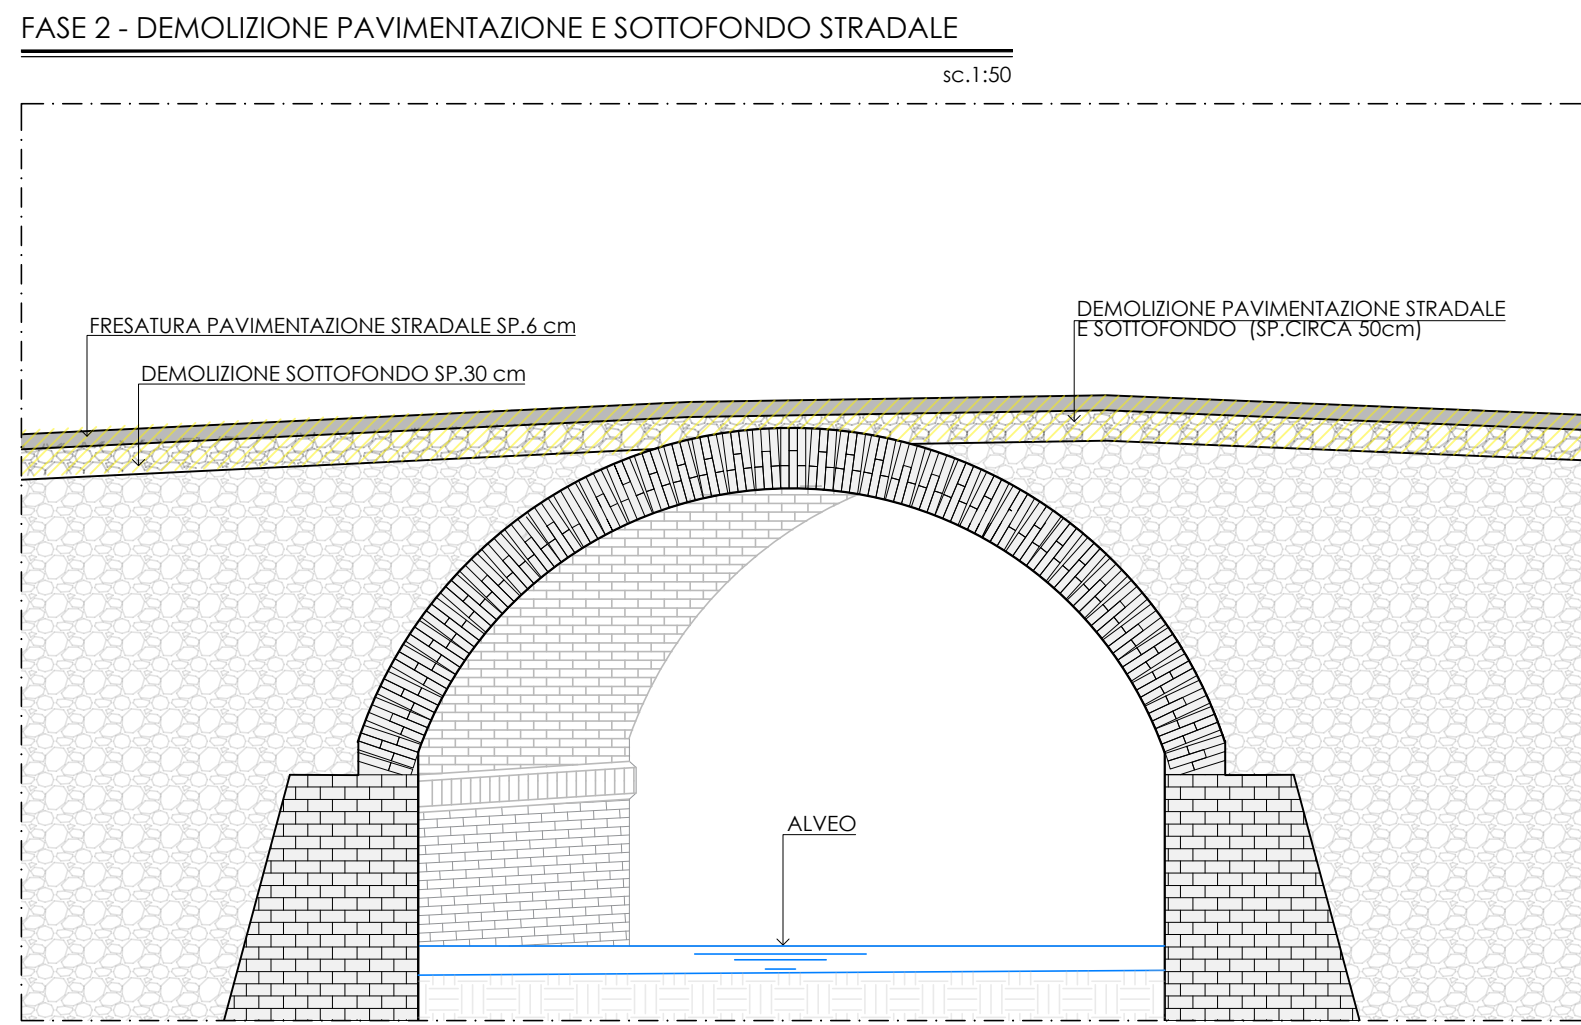 FASE 2 - DEMOLIZIONE PAVIMENTAZIONE E SOTTOFONDO STRADALE
sc.1:50
DEMOLIZIONE PAVIMENTAZIONE STRADALE
E SOTTOFONDO (SP.CIRCA 50cm)
FRESATURA PAVIMENTAZIONE STRADALE SP.6 cm
DEMOLIZIONE SOTTOFONDO SP.30 cm
ALVEO